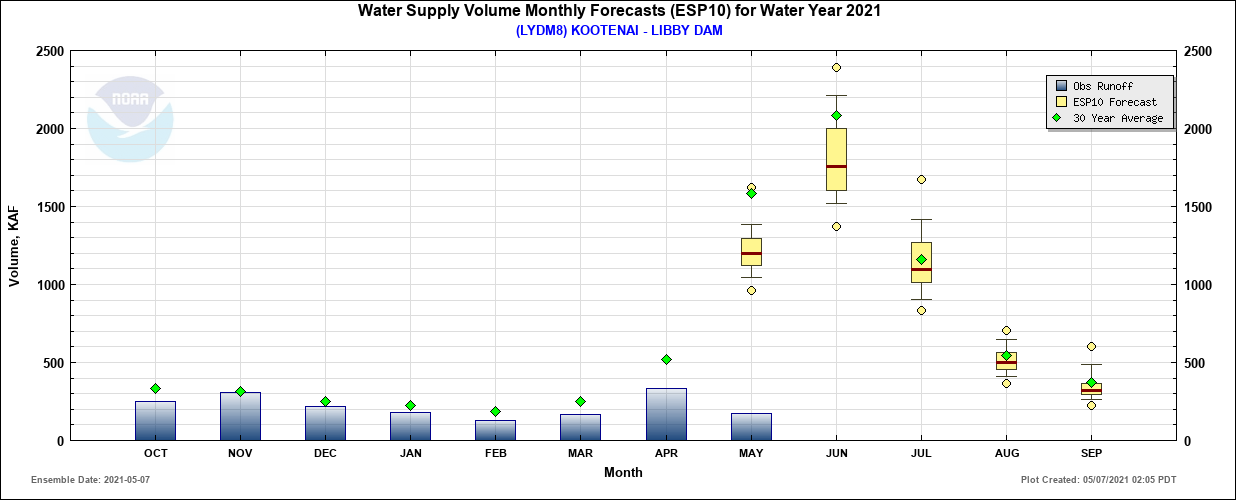 Water Supply Volume Monthly Forecasts (ESP10) for Water Year 2021
(LYDM8) KOOTENAI - LIBBY DAM
2500 2500
NOAA
Obs Runoff
ESP10 Forecast
30 Year Average
2000 2000
1500 1500
Volume, KAF
1000 1000
500 500
0 0
OCT NOV DEC JAN FEB MAR APR MAY JUN JUL AUG SEP
Month
Ensemble Date: 2021-05-07 Plot Created: 05/07/2021 02:05 PDT